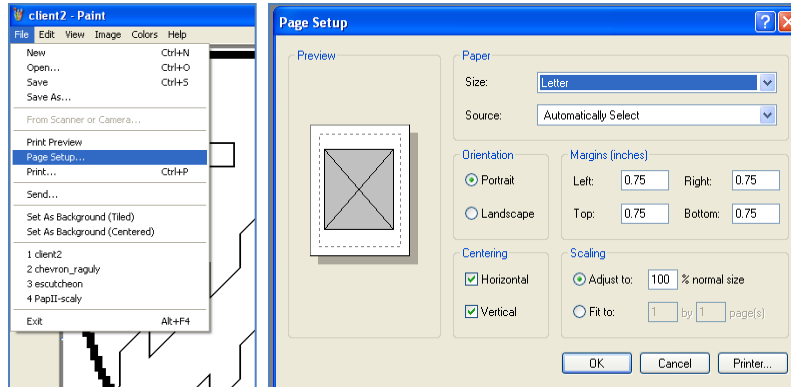 client2 - Paint
File Edit View Image Colors Help
New Ctrl+N
Open... Ctrl+O
Save Ctrl+S
Save As...
From Scanner or Camera...
Print Preview
Page Setup...
Print... Ctrl+P
Send...
Set As Background (Tiled)
Set As Background (Centered)
1 client2
2 chevron_raguly
3 escutcheon
4 PapII-scaly
Exit Alt+F4
Page Setup
Preview
Paper
Size: Letter
Source: Automatically Select
Orientation
Portrait
Landscape
Margins (inches)
Left: 0.75 Right: 0.75
Top: 0.75 Bottom: 0.75
Centering
Horizontal
Vertical
Scaling
Adjust to: 100 % normal size
Fit to: 1 by 1 page(s)
OK Cancel Printer...